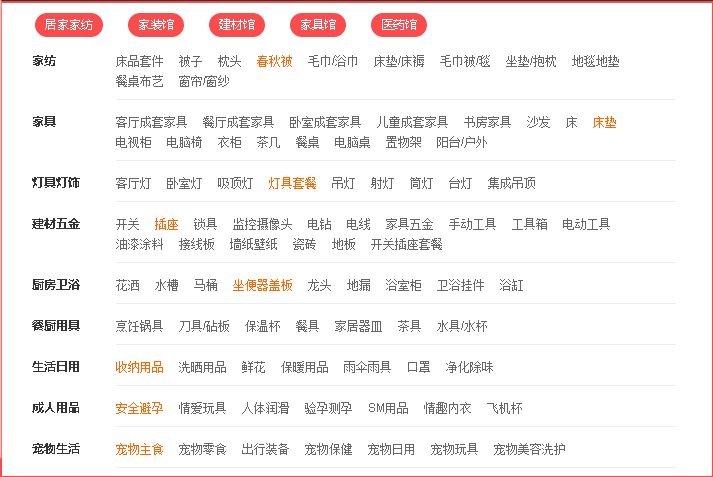 居家家纺 家装馆 建材馆 家具馆 医药馆
家纺 床品套件 被子 枕头 春秋被 毛巾/浴巾 床垫/床褥 毛巾被/毯 坐垫/抱枕 地毯地垫
餐桌布艺 窗帘/窗纱
家具 客厅成套家具 餐厅成套家具 卧室成套家具 儿童成套家具 书房家具 沙发 床 床垫
电视柜 电脑椅 衣柜 茶几 餐桌 电脑桌 置物架 阳台/户外
灯具灯饰 客厅灯 卧室灯 吸顶灯 灯具套餐 吊灯 射灯 筒灯 台灯 集成吊顶
建材五金 开关 插座 锁具 监控摄像头 电钻 电线 家具五金 手动工具 工具箱 电动工具
油漆涂料 接线板 墙纸壁纸 瓷砖 地板 开关插座套餐
厨房卫浴 花洒 水槽 马桶 坐便器盖板 龙头 地漏 浴室柜 卫浴挂件 浴缸
餐厨用具 烹饪锅具 刀具/砧板 保温杯 餐具 家居器皿 茶具 水具/水杯
生活日用 收纳用品 洗晒用品 鲜花 保暖用品 雨伞雨具 口罩 净化除味
成人用品 安全避孕 情爱玩具 人体润滑 验孕测孕 SM用品 情趣内衣 飞机杯
宠物生活 宠物主食 宠物零食 出行装备 宠物保健 宠物日用 宠物玩具 宠物美容洗护